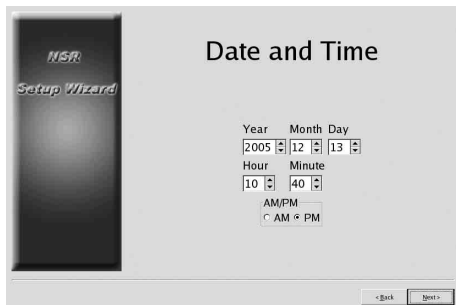 NSR
Setup Wizard
Date and Time
Year Month Day
2005 12 13
Hour Minute
10 40
AM/PM
AM PM
< Back Next >